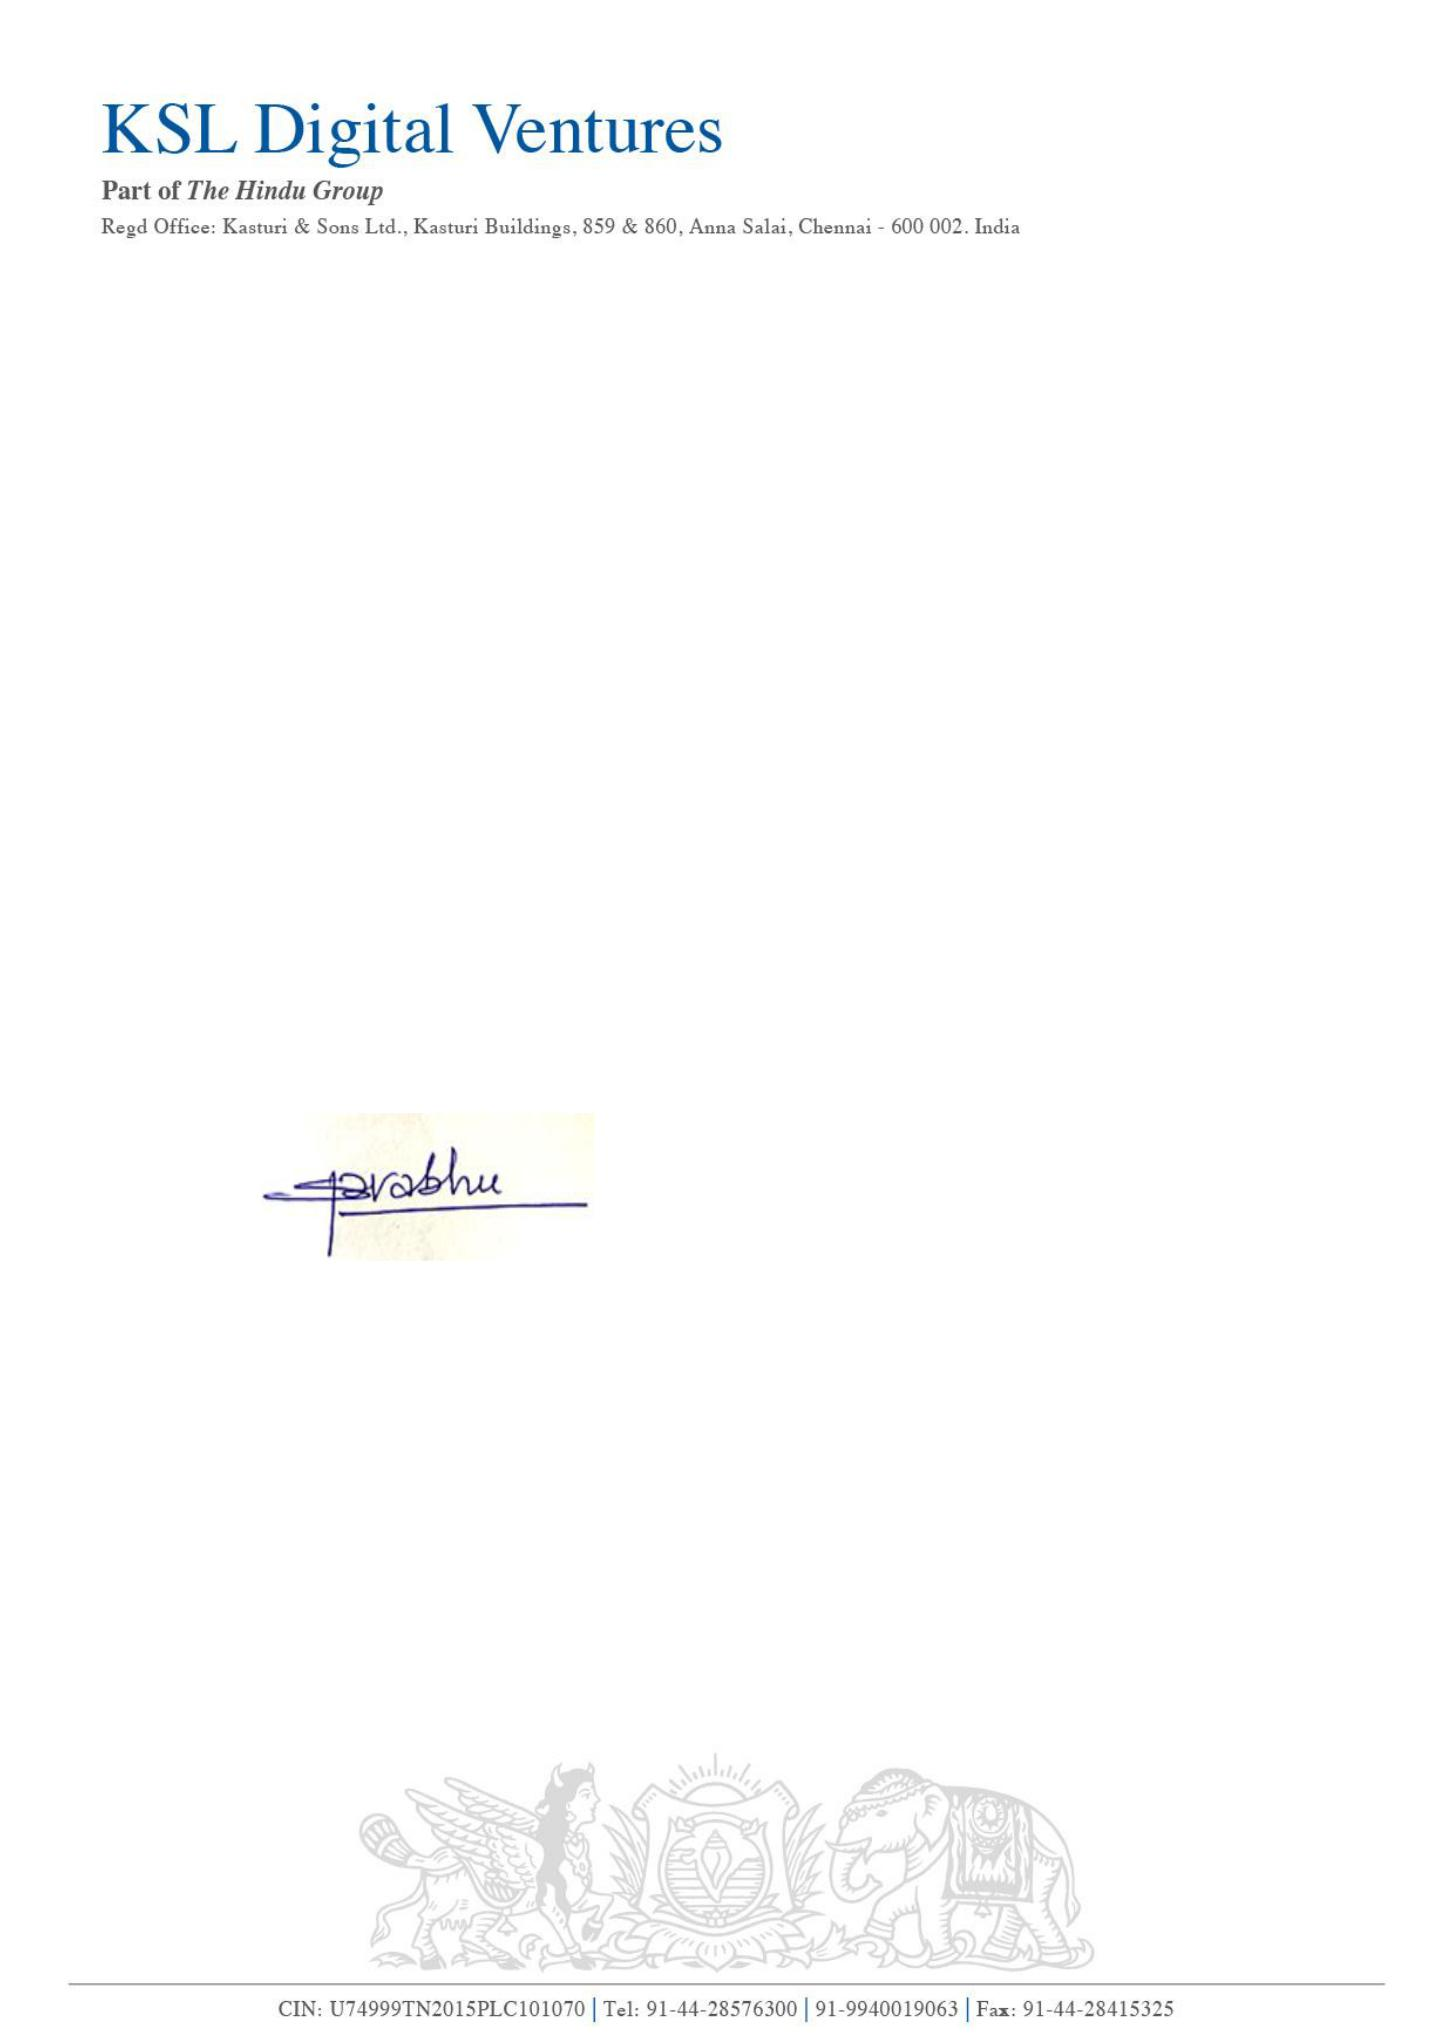 KSL Digital Ventures
Part of The Hindu Group
Regd Office: Kasturi & Sons Ltd., Kasturi Buildings, 859 & 860, Anna Salai, Chennai - 600 002. India
Prabhu
CIN: U74999TN2015PLC101070 | Tel: 91-44-28576300 | 91-9940019063 | Fax: 91-44-28415325